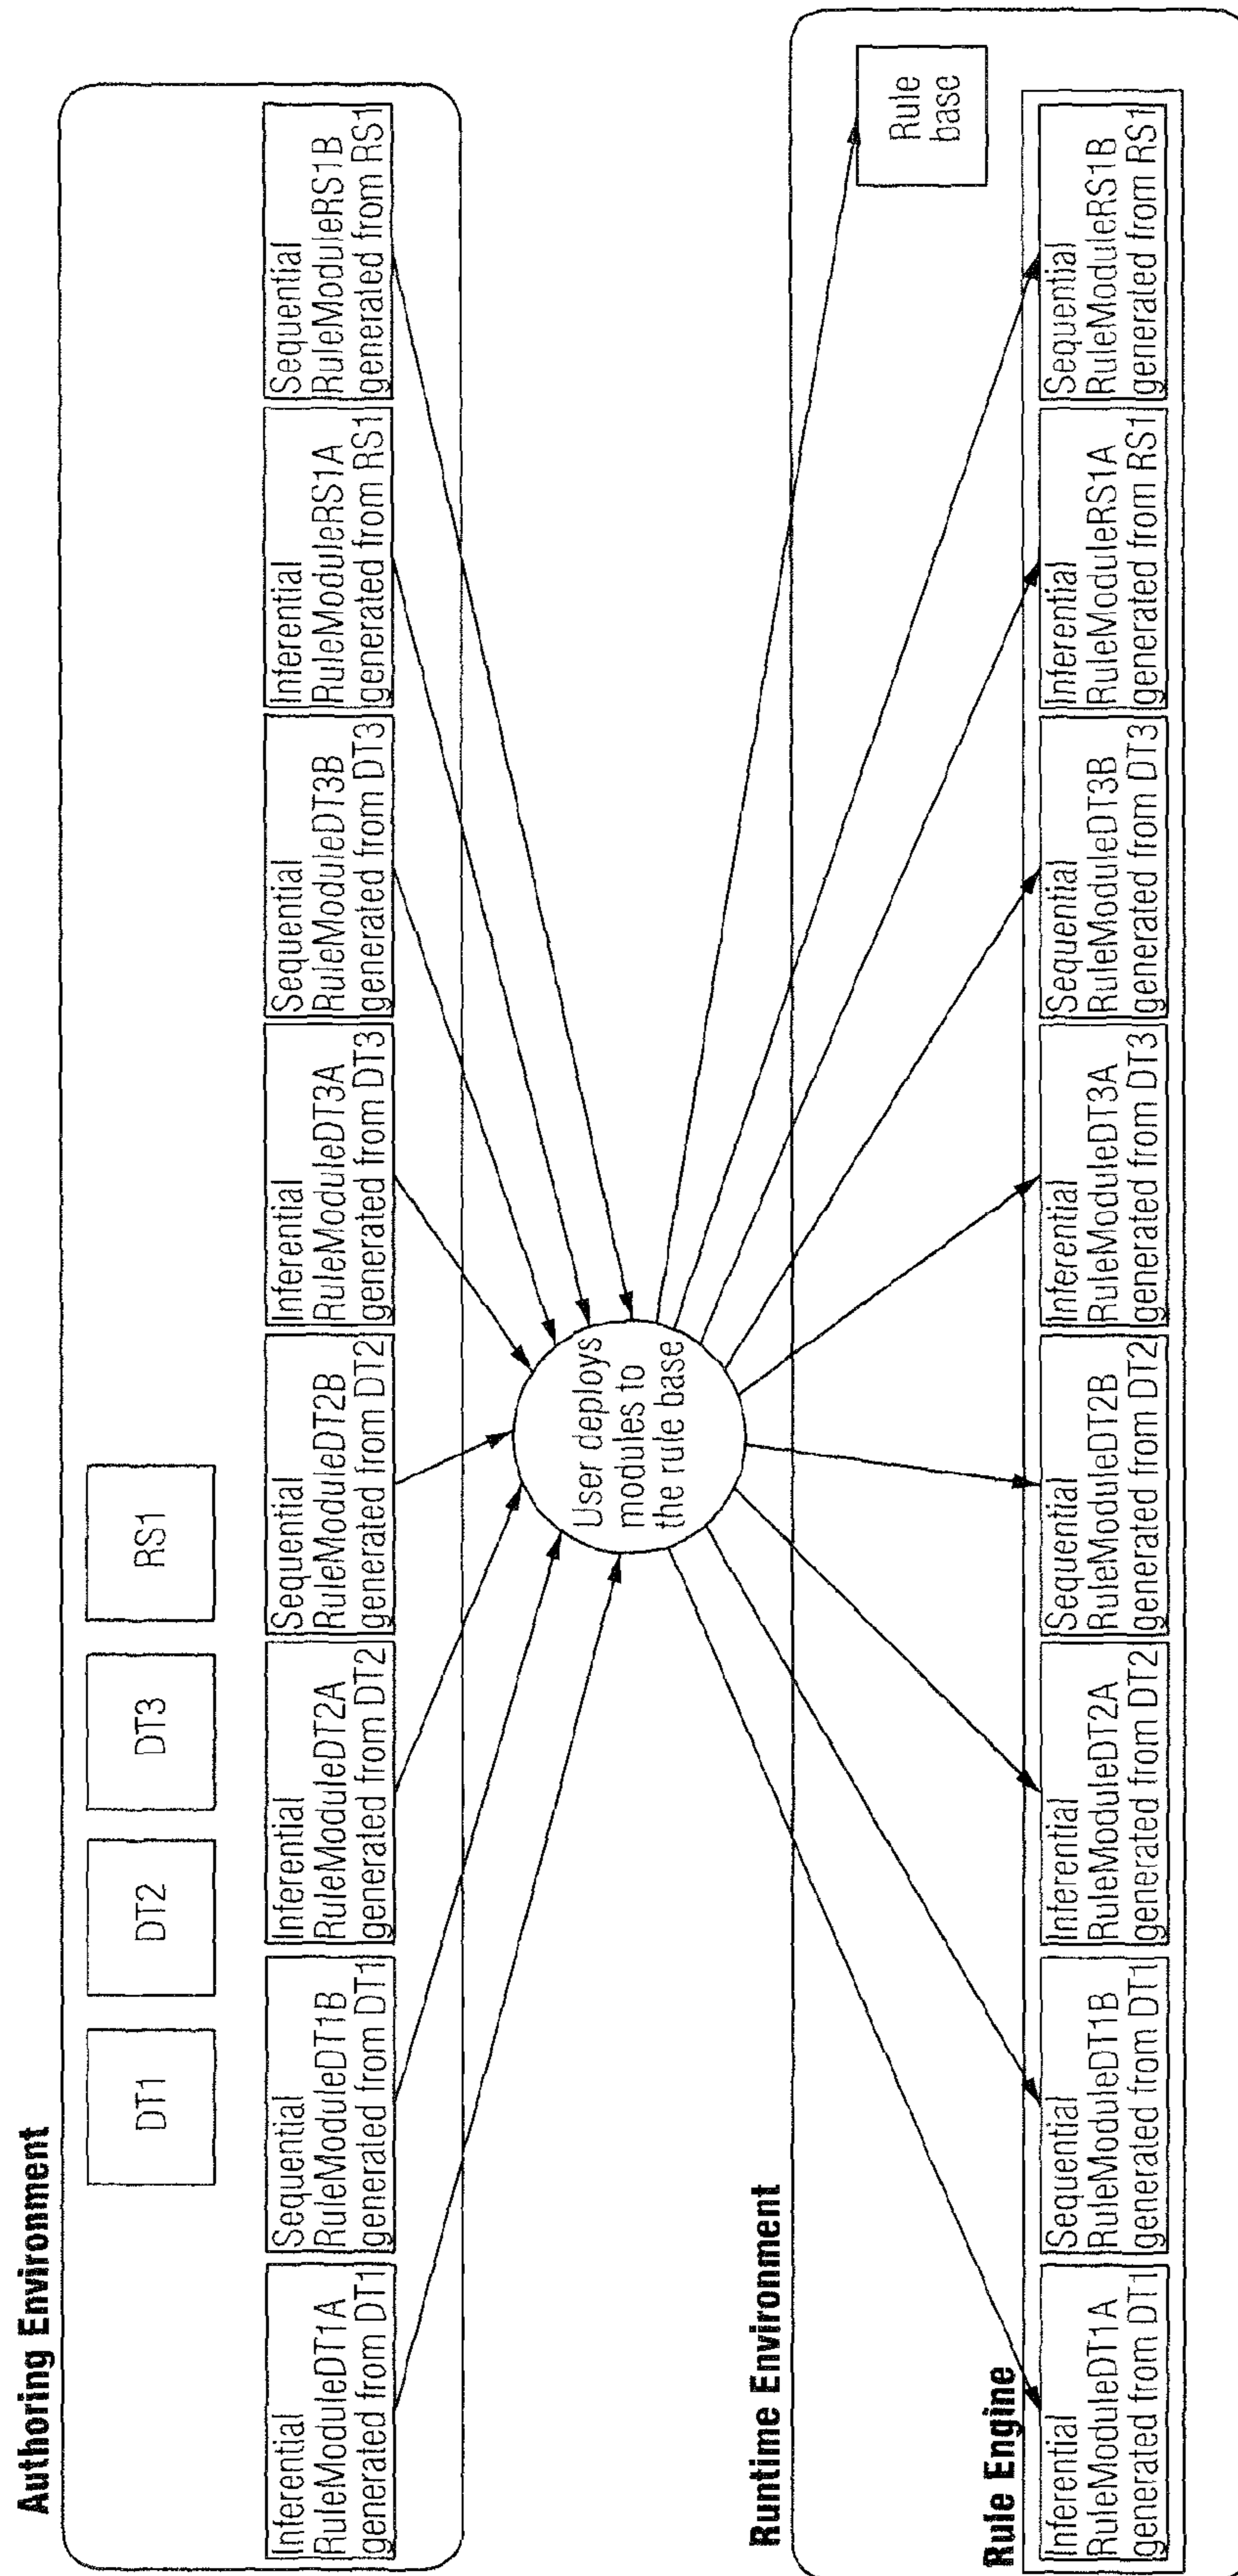 Authoring Environment
DT1
DT2
DT3
RS1
Inferential
RuleModuleDT1A
generated from DT1
Sequential
RuleModuleDT1B
generated from DT1
Inferential
RuleModuleDT2A
generated from DT2
Sequential
RuleModuleDT2B
generated from DT2
Inferential
RuleModuleDT3A
generated from DT3
Sequential
RuleModuleDT3B
generated from DT3
Inferential
RuleModuleRS1A
generated from RS1
Sequential
RuleModuleRS1B
generated from RS1
User deploys
modules to
the rule base
Runtime Environment
Rule
base
Rule Engine
Inferential
RuleModuleDT1A
generated from DT1
Sequential
RuleModuleDT1B
generated from DT1
Inferential
RuleModuleDT2A
generated from DT2
Sequential
RuleModuleDT2B
generated from DT2
Inferential
RuleModuleDT3A
generated from DT3
Sequential
RuleModuleDT3B
generated from DT3
Inferential
RuleModuleRS1A
generated from RS1
Sequential
RuleModuleRS1B
generated from RS1